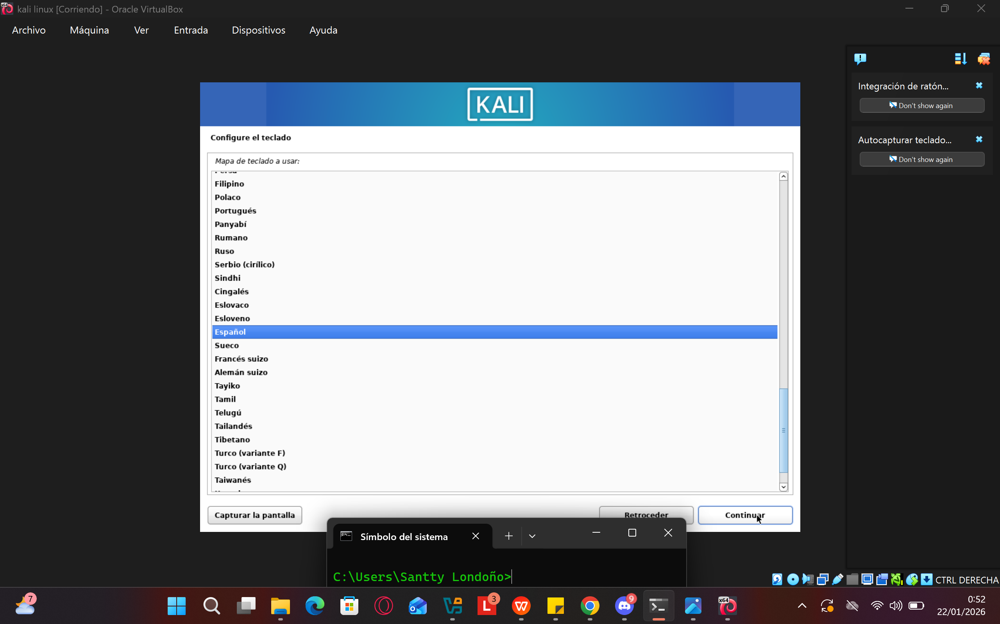 kali linux [Corriendo] - Oracle VirtualBox
Archivo Máquina Ver Entrada Dispositivos Ayuda
Integración de ratón...
Don't show again
Autocapturar teclado...
Don't show again
KALI
Configure el teclado
Mapa de teclado a usar:
Filipino
Polaco
Portugués
Panyabí
Rumano
Ruso
Serbio (cirílico)
Sindhi
Cingalés
Eslovaco
Esloveno
Español
Sueco
Francés suizo
Alemán suizo
Tayiko
Tamil
Telugú
Tailandés
Tibetano
Turco (variante F)
Turco (variante Q)
Taiwanés
Capturar la pantalla Retroceder Continuar
Símbolo del sistema
C:\Users\Santty Londoño>
CTRL DERECHA
7
3
9
x64
0:52
22/01/2026